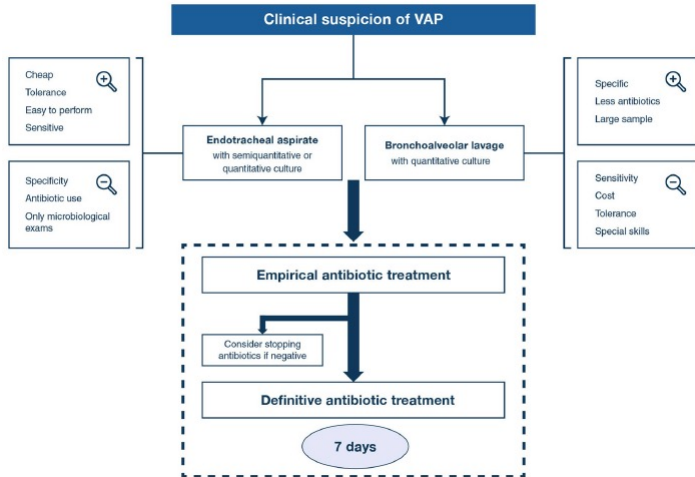 Clinical suspicion of VAP
Cheap
Tolerance
Easy to perform
Sensitive
Specificity
Antibiotic use
Only microbiological
exams
Endotracheal aspirate
with semiquantitative or
quantitative culture
Bronchoalveolar lavage
with quantitative culture
Specific
Less antibiotics
Large sample
Sensitivity
Cost
Tolerance
Special skills
Empirical antibiotic treatment
Consider stopping
antibiotics if negative
Definitive antibiotic treatment
7 days